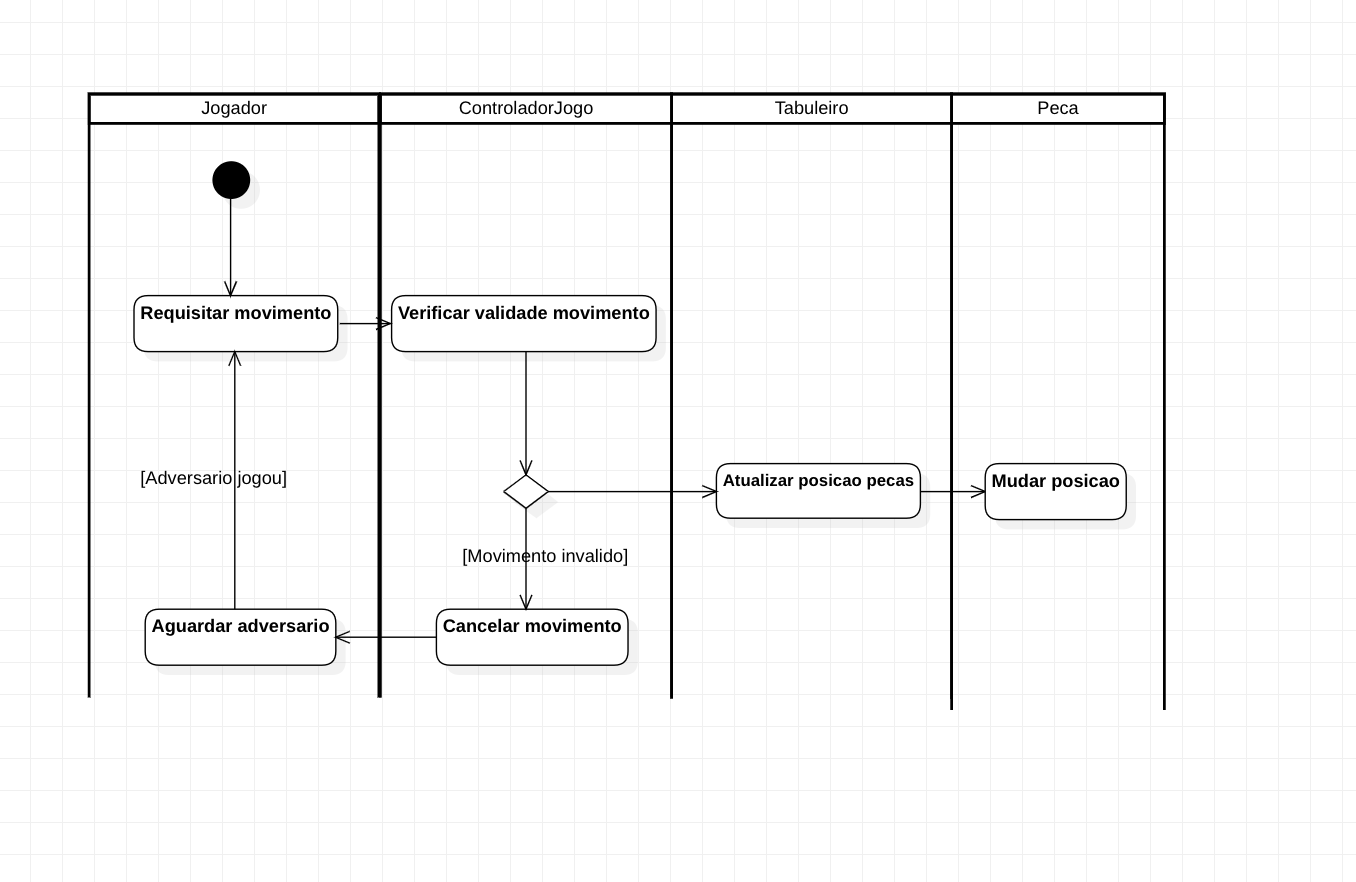 Jogador
ControladorJogo
Tabuleiro
Peca
Requisitar movimento
Verificar validade movimento
[Adversario jogou]
Atualizar posicao pecas
Mudar posicao
[Movimento invalido]
Aguardar adversario
Cancelar movimento